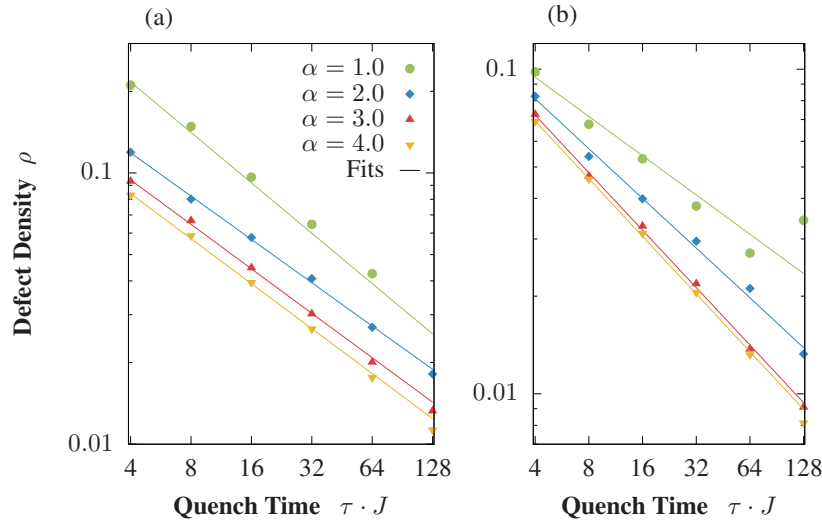 (a)
(b)
0.1
0.01
4 8 16 32 64 128
Quench Time τ · J
Defect Density ρ
α = 1.0
α = 2.0
α = 3.0
α = 4.0
Fits
0.1
0.01
4 8 16 32 64 128
Quench Time τ · J